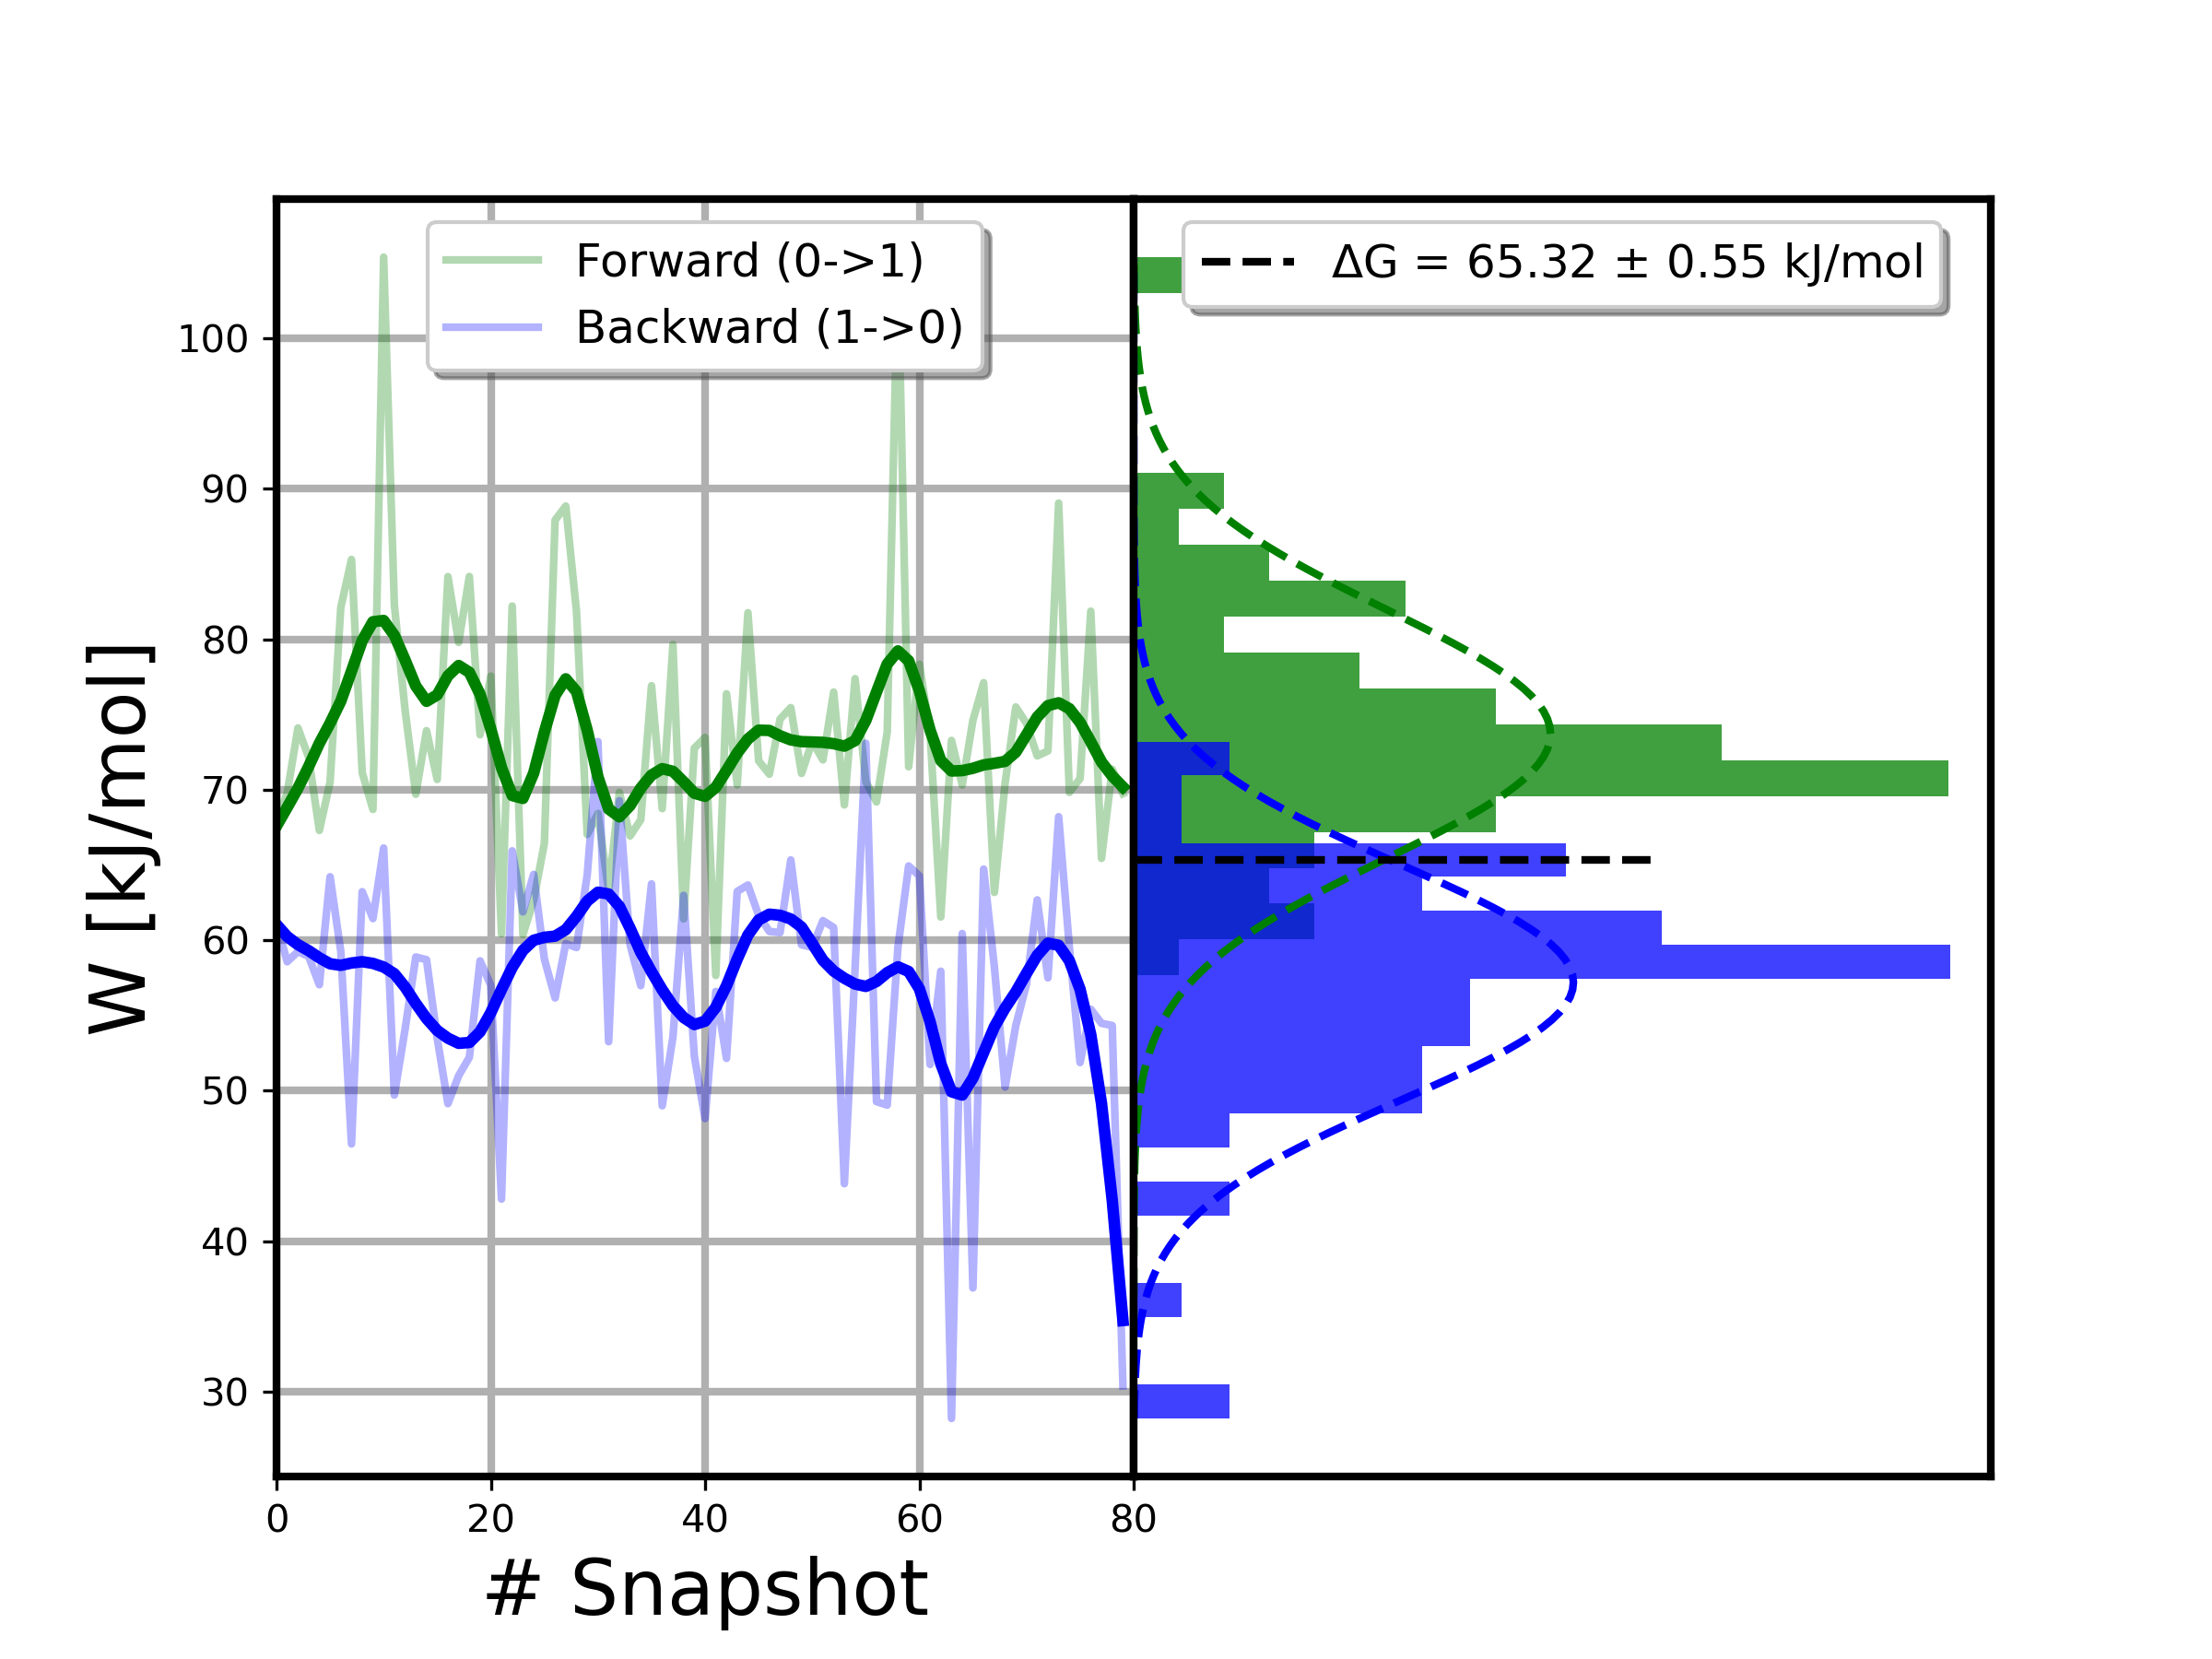 Forward (0->1)
Backward (1->0)
ΔG = 65.32 ± 0.55 kJ/mol
W [kJ/mol]
100
90
80
70
60
50
40
30
0 20 40 60 80
# Snapshot